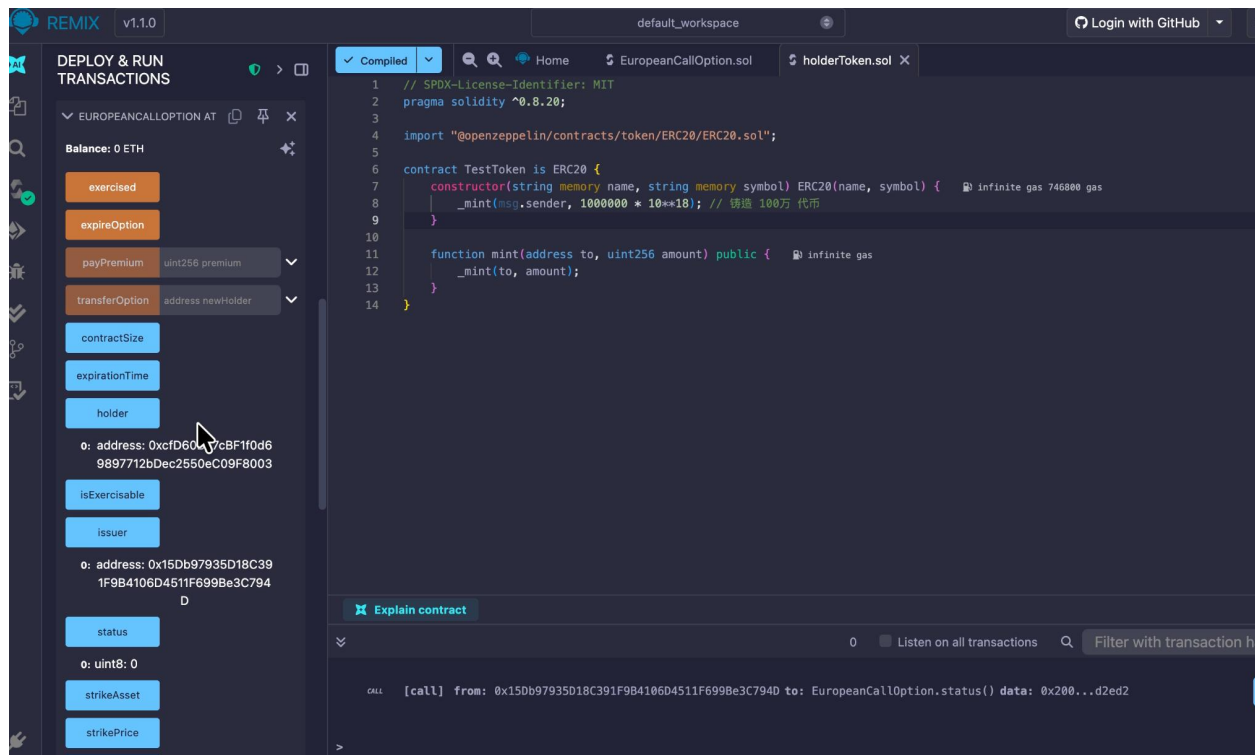 REMIX v1.1.0
default_workspace
Login with GitHub
DEPLOY & RUN
TRANSACTIONS
EUROPEANCALLOPTION AT
Balance: 0 ETH
exercised
expireOption
payPremium uint256 premium
transferOption address newHolder
contractSize
expirationTime
holder
0: address:
9897712bDec2550eC09F8003
isExercisable
issuer
0: address: 0x15Db97935D18C39
1F9B4106D4511F699Be3C794
D
status
0: uint8: 0
strikeAsset
strikePrice
Compiled
Home
EuropeanCallOption.sol
holderToken.sol
1 // SPDX-License-Identifier: MIT
2 pragma solidity ^0.8.20;
3
4 import "@openzeppelin/contracts/token/ERC20/ERC20.sol";
5
6 contract TestToken is ERC20 {
7 constructor(string memory name, string memory symbol) ERC20(name, symbol) { infinite gas 746800 gas
8 _mint(msg.sender, 1000000 * 10**18); // 铸造 100万 代币
9 }
10
11 function mint(address to, uint256 amount) public { infinite gas
12 _mint(to, amount);
13 }
14 }
Explain contract
0 Listen on all transactions Filter with transaction h
CALL [call] from: 0x15Db97935D18C391F9B4106D4511F699Be3C794D to: EuropeanCallOption.status() data: 0x200...d2ed2
>